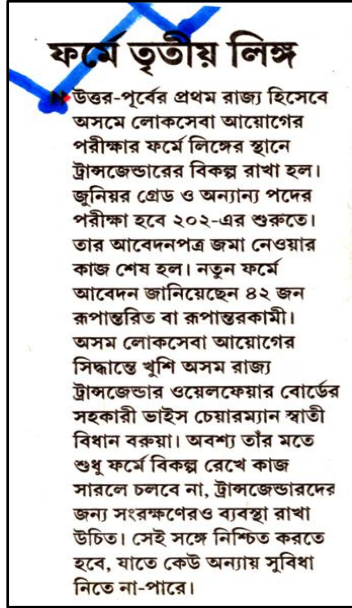 ফর্মে তৃতীয় লিঙ্গ
উত্তর-পূর্বের প্রথম রাজ্য হিসেবে
অসমে লোকসেবা আয়োগের
পরীক্ষার ফর্মে লিঙ্গের স্থানে
ট্রান্সজেন্ডারের বিকল্প রাখা হল।
জুনিয়র গ্রেড ও অন্যান্য পদের
পরীক্ষা হবে ২০২-এর শুরুতে।
তার আবেদনপত্র জমা নেওয়ার
কাজ শেষ হল। নতুন ফর্মে
আবেদন জানিয়েছেন ৪২ জন
রূপান্তরিত বা রূপান্তরকামী।
অসম লোকসেবা আয়োগের
সিদ্ধান্তে খুশি অসম রাজ্য
ট্রান্সজেন্ডার ওয়েলফেয়ার বোর্ডের
সহকারী ভাইস চেয়ারম্যান স্বাতী
বিধান বরুয়া। অবশ্য তাঁর মতে
শুধু ফর্মে বিকল্প রেখে কাজ
সারলে চলবে না, ট্রান্সজেন্ডারদের
জন্য সংরক্ষণেরও ব্যবস্থা রাখা
উচিত। সেই সঙ্গে নিশ্চিত করতে
হবে, যাতে কেউ অন্যায় সুবিধা
নিতে না-পারে।